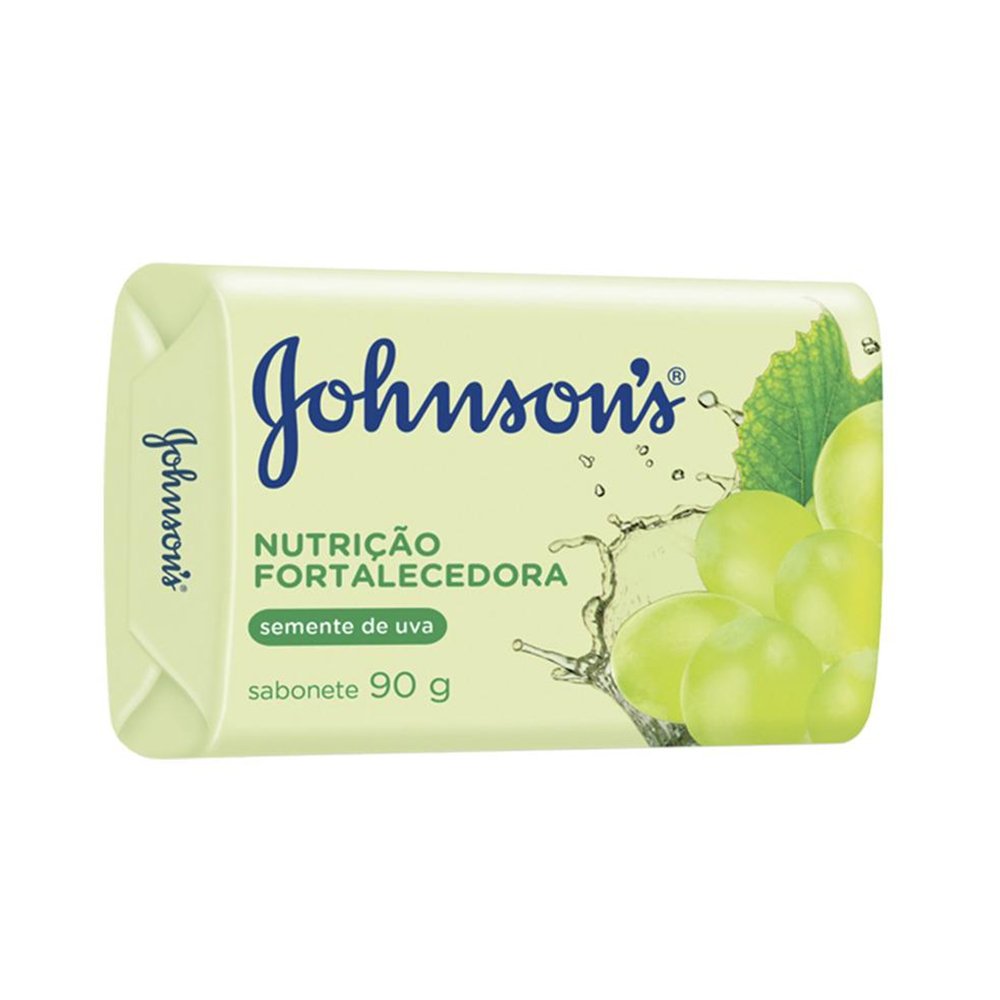 Johnson's®
NUTRIÇÃO
FORTALECEDORA
semente de uva
sabonete 90 g
Johnson's®